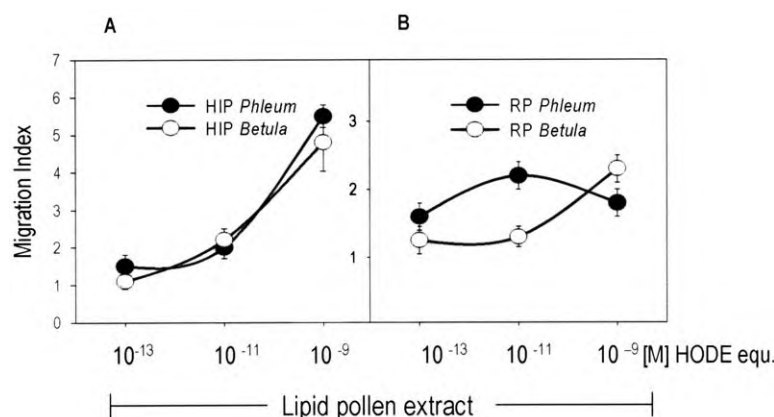 A
B
Migration Index
7
6
5
4
3
2
1
0
HIP Phleum
HIP Betula
3
2
1
RP Phleum
RP Betula
10⁻¹³ 10⁻¹¹ 10⁻⁹
10⁻¹³ 10⁻¹¹ 10⁻⁹ [M] HODE equ.
Lipid pollen extract